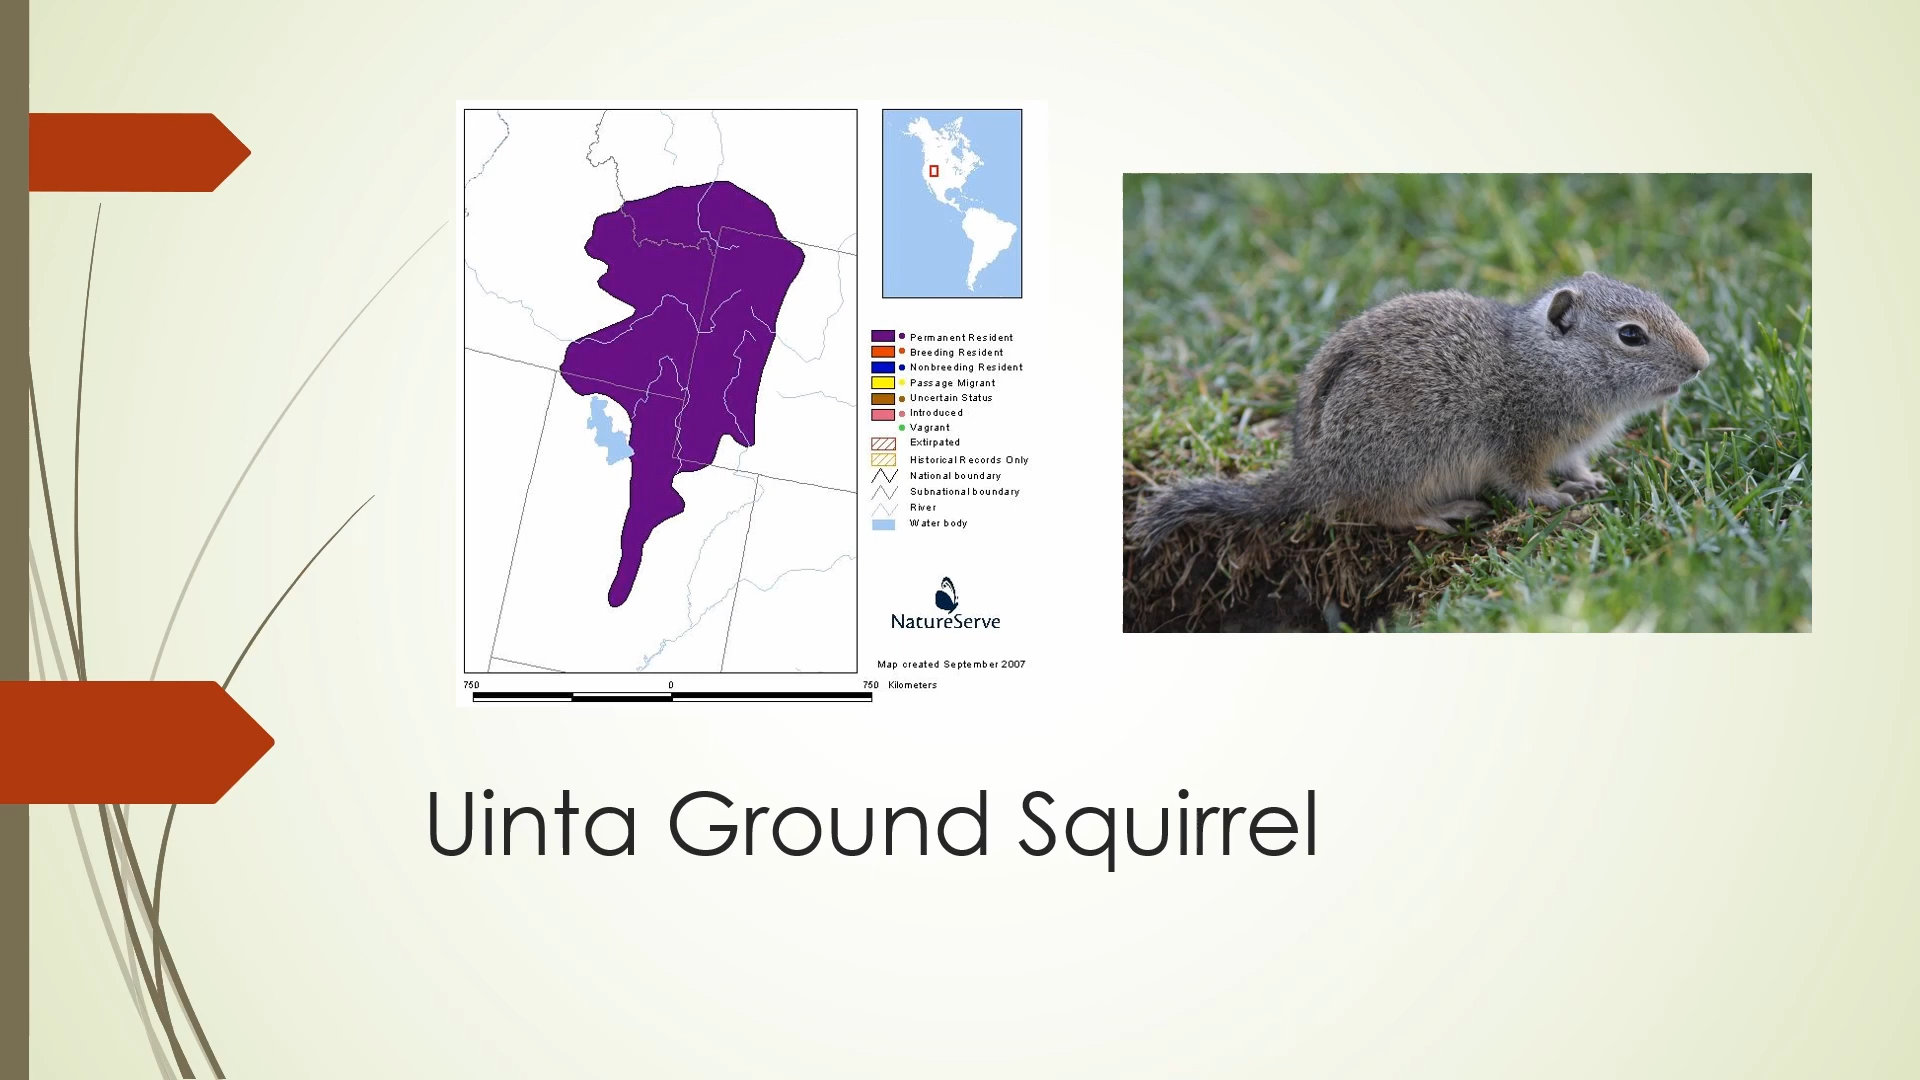 Permanent Resident
Breeding Resident
Nonbreeding Resident
Passage Migrant
Uncertain Status
Introduced
Vagrant
Extirpated
Historical Records Only
National boundary
Subnational boundary
River
Water body
NatureServe
Map created September 2007
750 0 750 Kilometers
Uinta Ground Squirrel